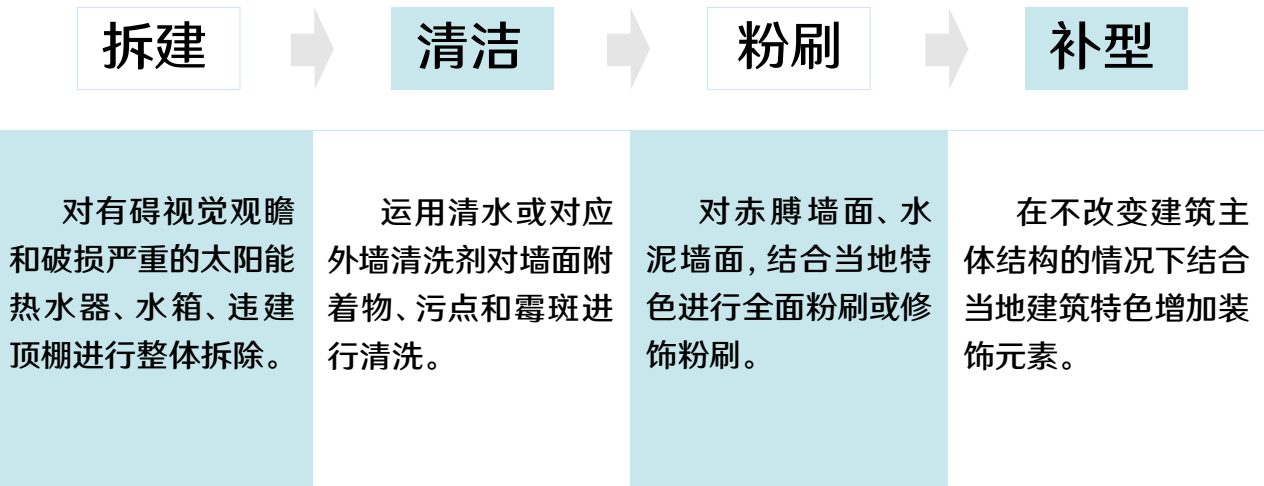 拆建
清洁
粉刷
补型
对有碍视觉观瞻
和破损严重的太阳能
热水器、水箱、违建
顶棚进行整体拆除。
运用清水或对应
外墙清洗剂对墙面附
着物、污点和霉斑进
行清洗。
对赤膊墙面、水
泥墙面,结合当地特
色进行全面粉刷或修
饰粉刷。
在不改变建筑主
体结构的情况下结合
当地建筑特色增加装
饰元素。